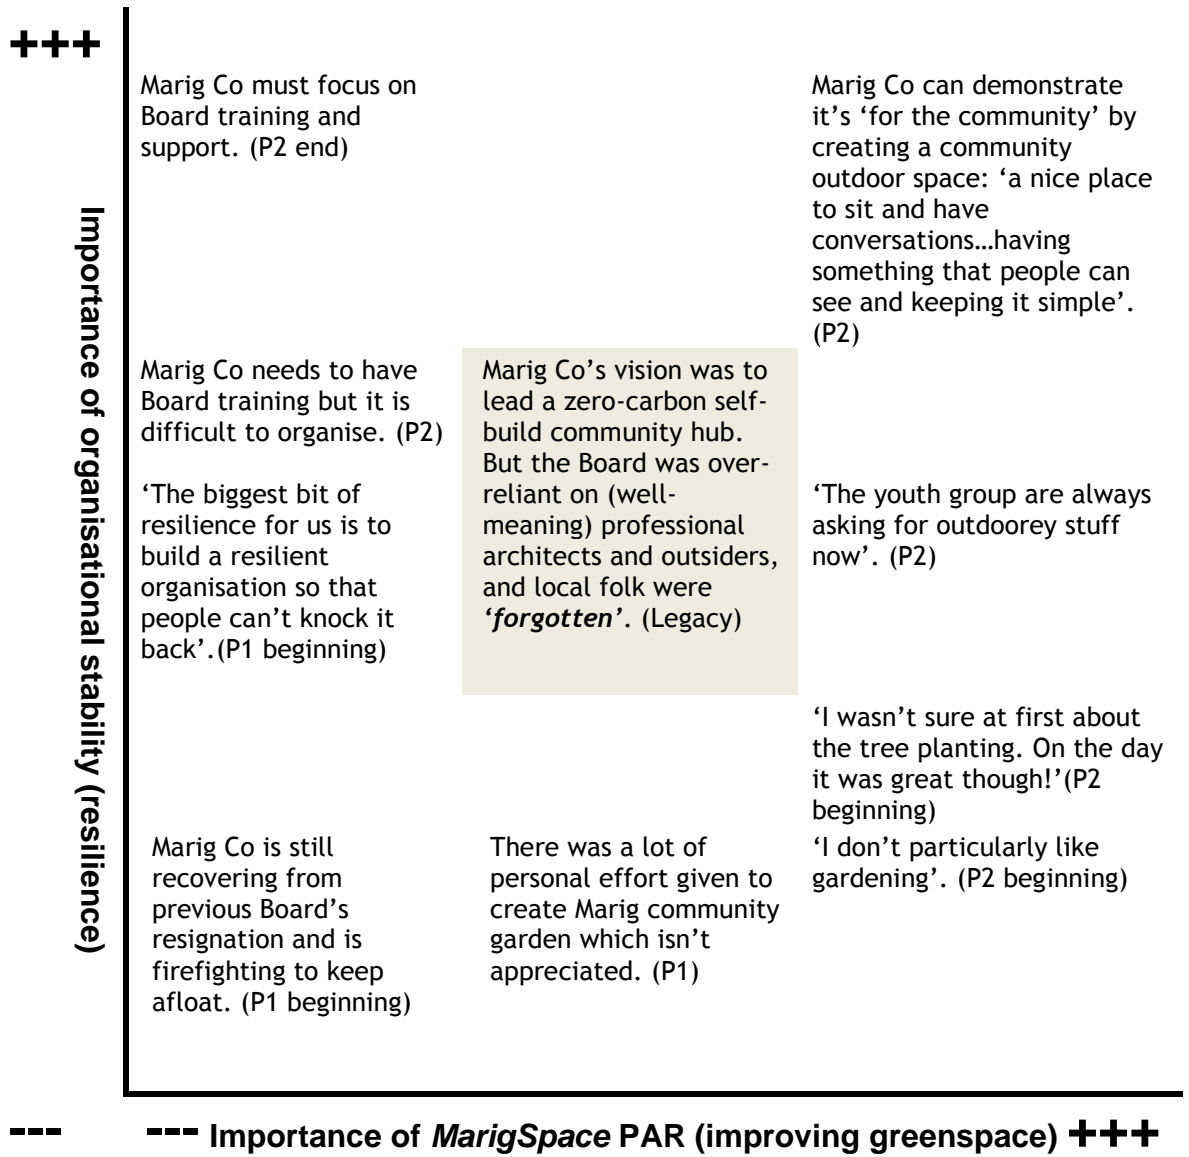 +++
Importance of organisational stability (resilience)
Marig Co must focus on
Board training and
support. (P2 end)
Marig Co can demonstrate
it’s ‘for the community’ by
creating a community
outdoor space: ‘a nice place
to sit and have
conversations…having
something that people can
see and keeping it simple’.
(P2)
Marig Co needs to have
Board training but it is
difficult to organise. (P2)
‘The biggest bit of
resilience for us is to
build a resilient
organisation so that
people can’t knock it
back’.(P1 beginning)
Marig Co’s vision was to
lead a zero-carbon self-
build community hub.
But the Board was over-
reliant on (well-
meaning) professional
architects and outsiders,
and local folk were
‘forgotten’. (Legacy)
‘The youth group are always
asking for outdoorey stuff
now’. (P2)
‘I wasn’t sure at first about
the tree planting. On the day
it was great though!’(P2
beginning)
Marig Co is still
recovering from
previous Board’s
resignation and is
firefighting to keep
afloat. (P1 beginning)
There was a lot of
personal effort given to
create Marig community
garden which isn’t
appreciated. (P1)
‘I don’t particularly like
gardening’. (P2 beginning)
---
--- Importance of MarigSpace PAR (improving greenspace) +++